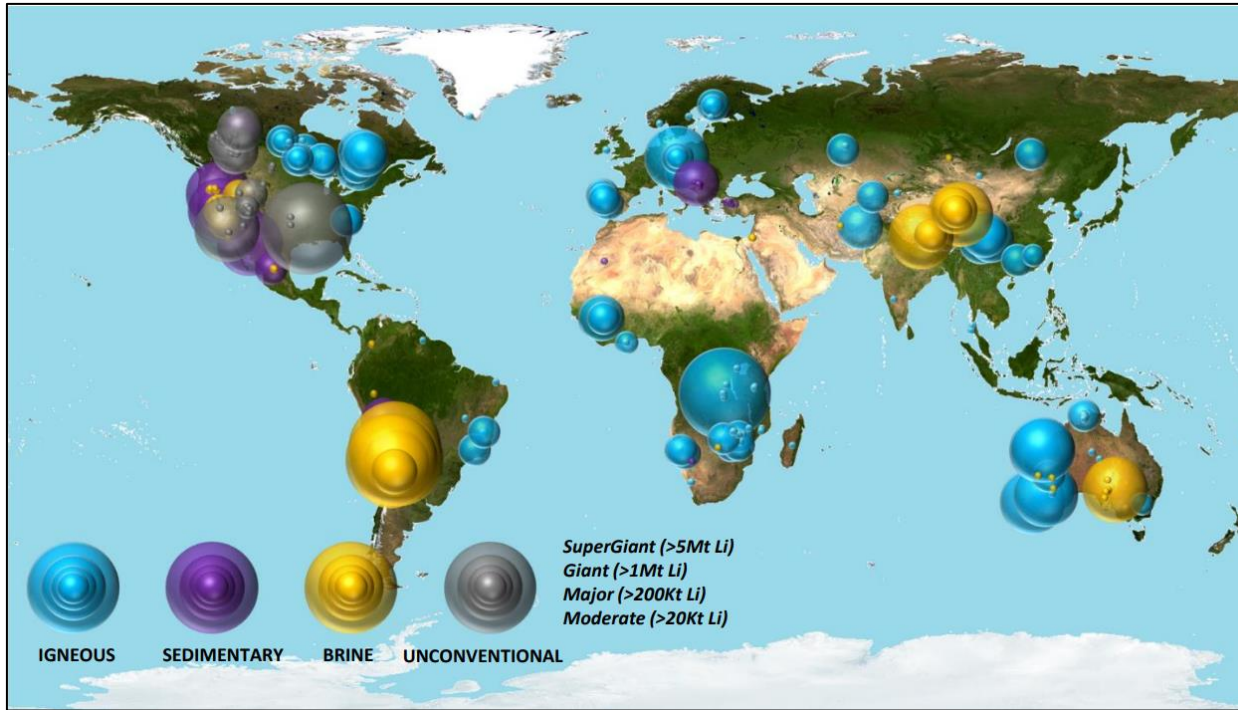 SuperGiant (>5Mt Li)
Giant (>1Mt Li)
Major (>200Kt Li)
Moderate (>20Kt Li)
IGNEOUS
SEDIMENTARY
BRINE
UNCONVENTIONAL